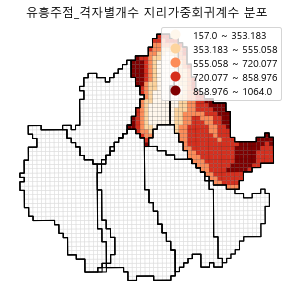 유흥주점_격자별개수 지리가중회귀계수 분포
157.0 ~ 353.183
353.183 ~ 555.058
555.058 ~ 720.077
720.077 ~ 858.976
858.976 ~ 1064.0